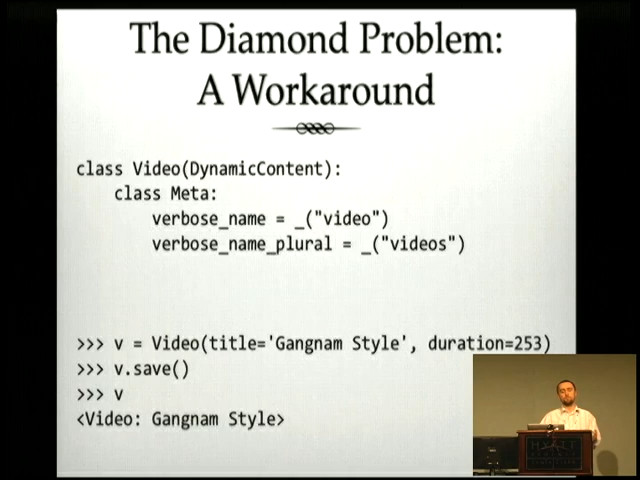 The Diamond Problem:
A Workaround
class Video(DynamicContent):
class Meta:
verbose_name = _("video")
verbose_name_plural = _("videos")
>>> v = Video(title='Gangnam Style', duration=253)
>>> v.save()
>>> v
<Video: Gangnam Style>
HYATT